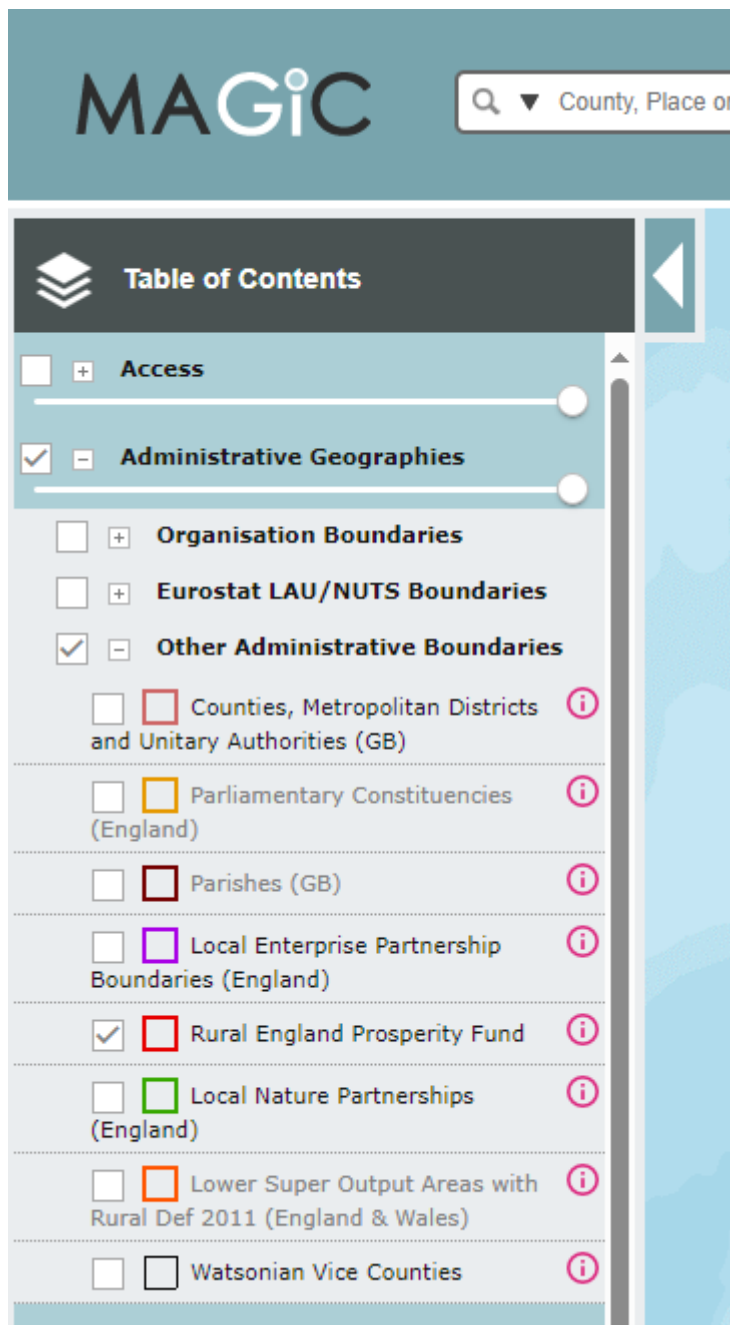 MAGiC
County, Place or
Table of Contents
Access
Administrative Geographies
Organisation Boundaries
Eurostat LAU/NUTS Boundaries
Other Administrative Boundaries
Counties, Metropolitan Districts
and Unitary Authorities (GB)
Parliamentary Constituencies
(England)
Parishes (GB)
Local Enterprise Partnership
Boundaries (England)
Rural England Prosperity Fund
Local Nature Partnerships
(England)
Lower Super Output Areas with
Rural Def 2011 (England & Wales)
Watsonian Vice Counties